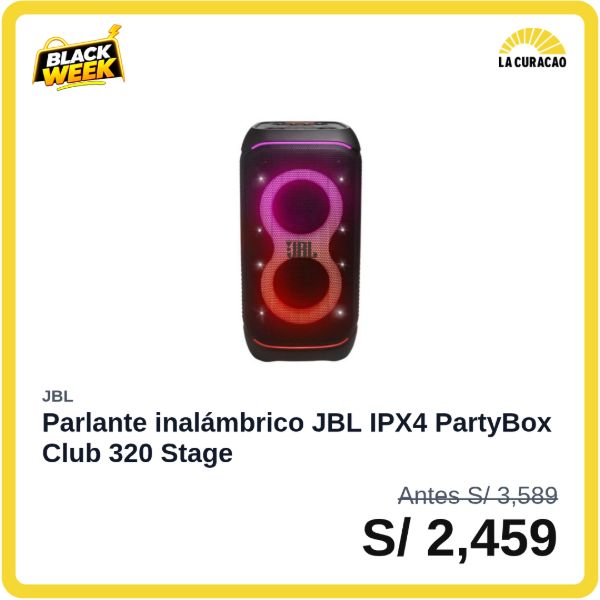 BLACK
WEEK
LA CURACAO
JBL
JBL
Parlante inalámbrico JBL IPX4 PartyBox
Club 320 Stage
Antes S/ 3,589
S/ 2,459